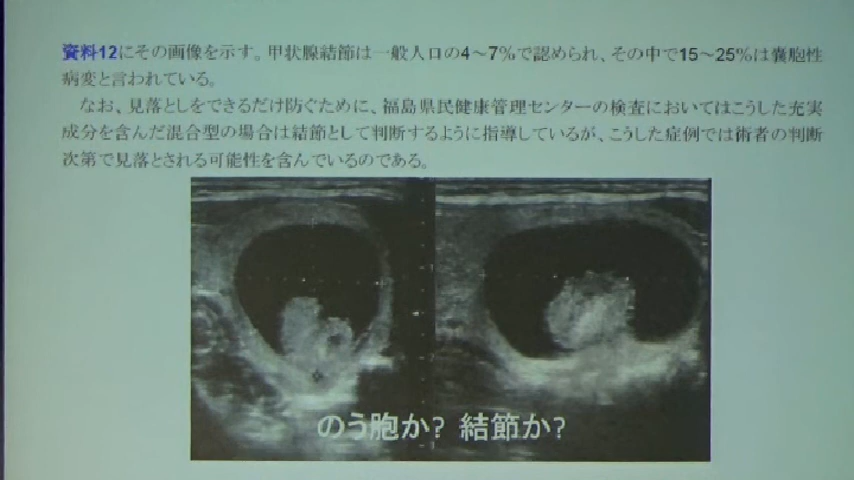 資料12にその画像を示す。甲状腺結節は一般人口の4～7%で認められ、その中で15～25%は嚢胞性
病変と言われている。
なお、見落としをできるだけ防ぐために、福島県民健康管理センターの検査においてはこうした充実
成分を含んだ混合型の場合は結節として判断するように指導しているが、こうした症例では術者の判断
次第で見落とされる可能性を含んでいるのである。
のう胞か? 結節か?